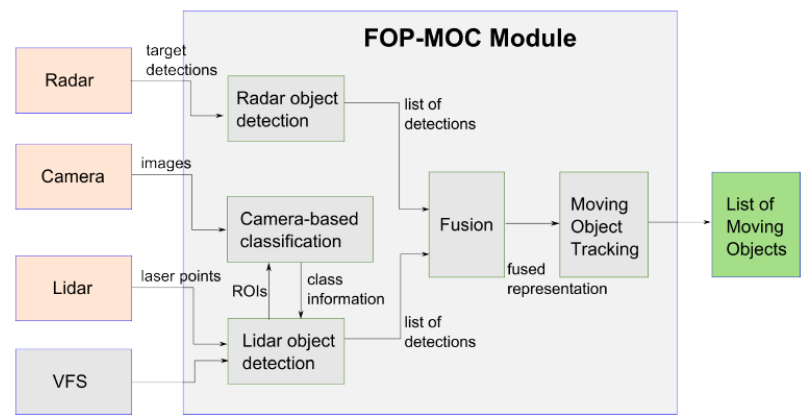 FOP-MOC Module
Radar
target
detections
Radar object
detection
list of
detections
Camera
images
Camera-based
classification
Fusion
Moving
Object
Tracking
List of
Moving
Objects
fused
representation
Lidar
laser points
ROIs
class
information
Lidar object
detection
list of
detections
VFS